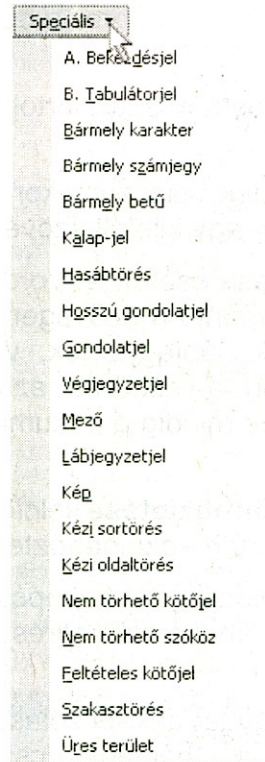 Speciális
A. Bekezdésjel
B. Tabulátorjel
Bármely karakter
Bármely számjegy
Bármely betű
Kalap-jel
Hasábtörés
Hosszú gondolatjel
Gondolatjel
Végjegyzetjel
Mező
Lábjegyzetjel
Kép
Kézi sortörés
Kézi oldaltörés
Nem törhető kötőjel
Nem törhető szóköz
Feltételes kötőjel
Szakasztörés
Üres terület